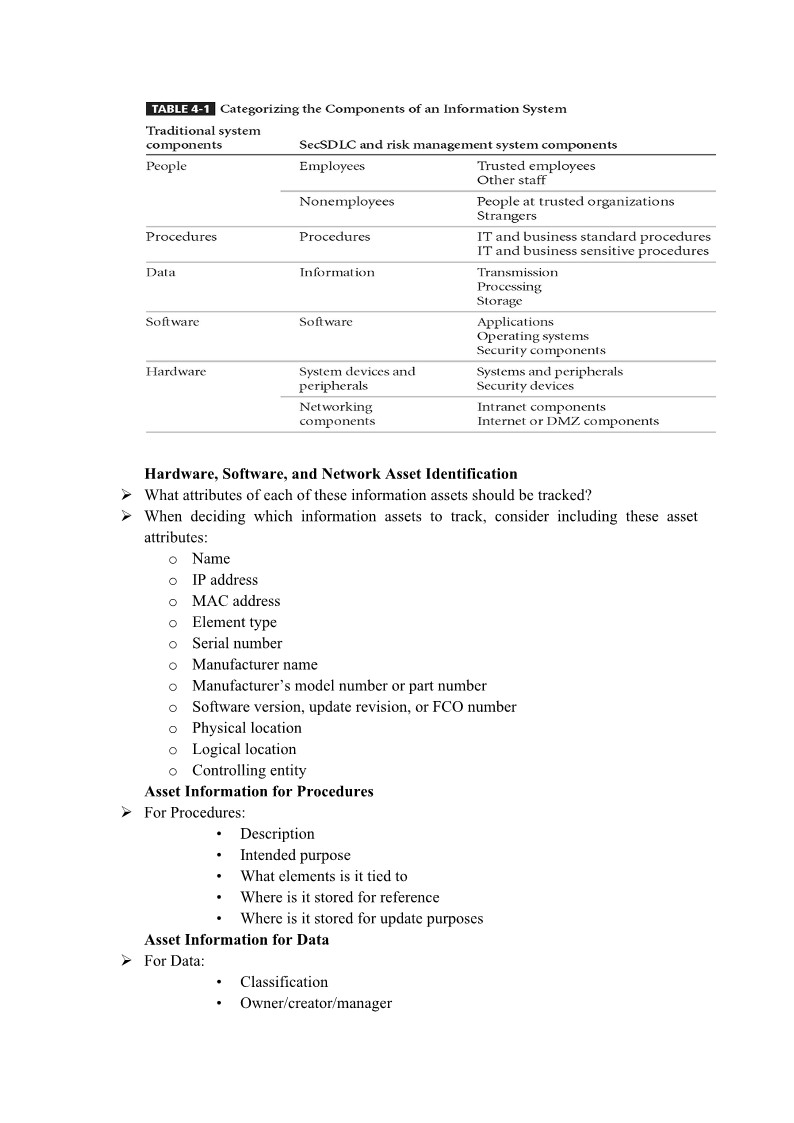 TABLE 4-1 Categorizing the Components of an Information System
Traditional system
components SecSDLC and risk management system components
People Employees Trusted employees
Other staff
Nonemployees People at trusted organizations
Strangers
Procedures Procedures IT and business standard procedures
IT and business sensitive procedures
Data Information Transmission
Processing
Storage
Software Software Applications
Operating systems
Security components
Hardware System devices and Systems and peripherals
peripherals Security devices
Networking Intranet components
components Internet or DMZ components
Hardware, Software, and Network Asset Identification
➢ What attributes of each of these information assets should be tracked?
➢ When deciding which information assets to track, consider including these asset
attributes:
o Name
o IP address
o MAC address
o Element type
o Serial number
o Manufacturer name
o Manufacturer’s model number or part number
o Software version, update revision, or FCO number
o Physical location
o Logical location
o Controlling entity
Asset Information for Procedures
➢ For Procedures:
• Description
• Intended purpose
• What elements is it tied to
• Where is it stored for reference
• Where is it stored for update purposes
Asset Information for Data
➢ For Data:
• Classification
• Owner/creator/manager